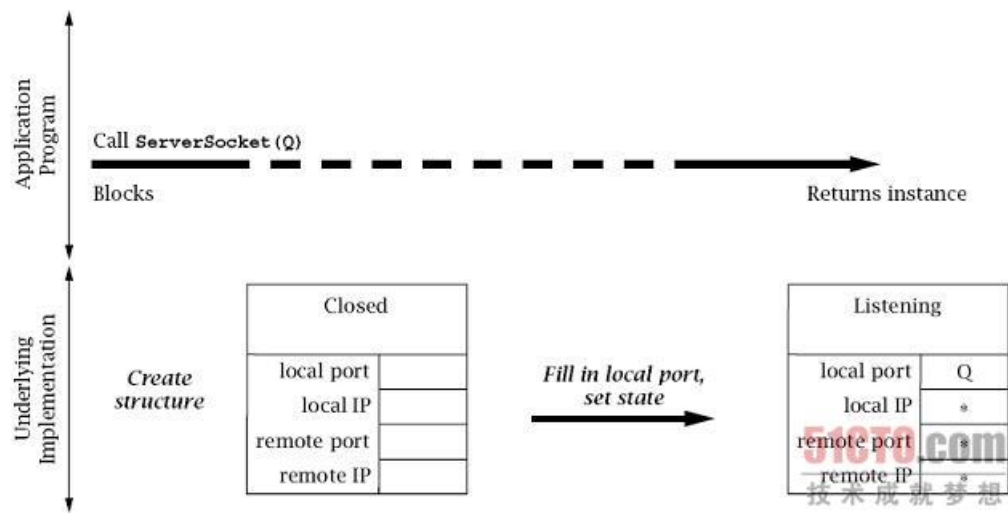 Application
Program
Call ServerSocket(Q)
Blocks
Returns instance
Underlying
Implementation
Create
structure
Closed
local port
local IP
remote port
remote IP
Fill in local port,
set state
Listening
local port Q
local IP *
remote port *
remote IP *
51CTO.com
技术成就梦想